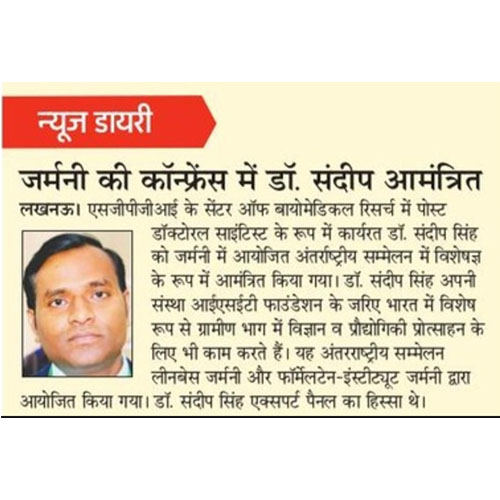 न्यूज डायरी
जर्मनी की कॉन्फ्रेंस में डॉ. संदीप आमंत्रित
लखनऊ। एसजीपीजीआई के सेंटर ऑफ बायोमेडिकल रिसर्च में पोस्ट
डॉक्टोरल साइंटिस्ट के रूप में कार्यरत डॉ. संदीप सिंह
को जर्मनी में आयोजित अंतर्राष्ट्रीय सम्मेलन में विशेषज्ञ
के रूप में आमंत्रित किया गया। डॉ. संदीप सिंह अपनी
संस्था आईएसईटी फाउंडेशन के जरिए भारत में विशेष
रूप से ग्रामीण भाग में विज्ञान व प्रौद्योगिकी प्रोत्साहन के
लिए भी काम करते हैं। यह अंतरराष्ट्रीय सम्मेलन
लीनबेस जर्मनी और फॉर्मेलटेन-इंस्टीट्यूट जर्मनी द्वारा
आयोजित किया गया। डॉ. संदीप सिंह एक्सपर्ट पैनल का हिस्सा थे।